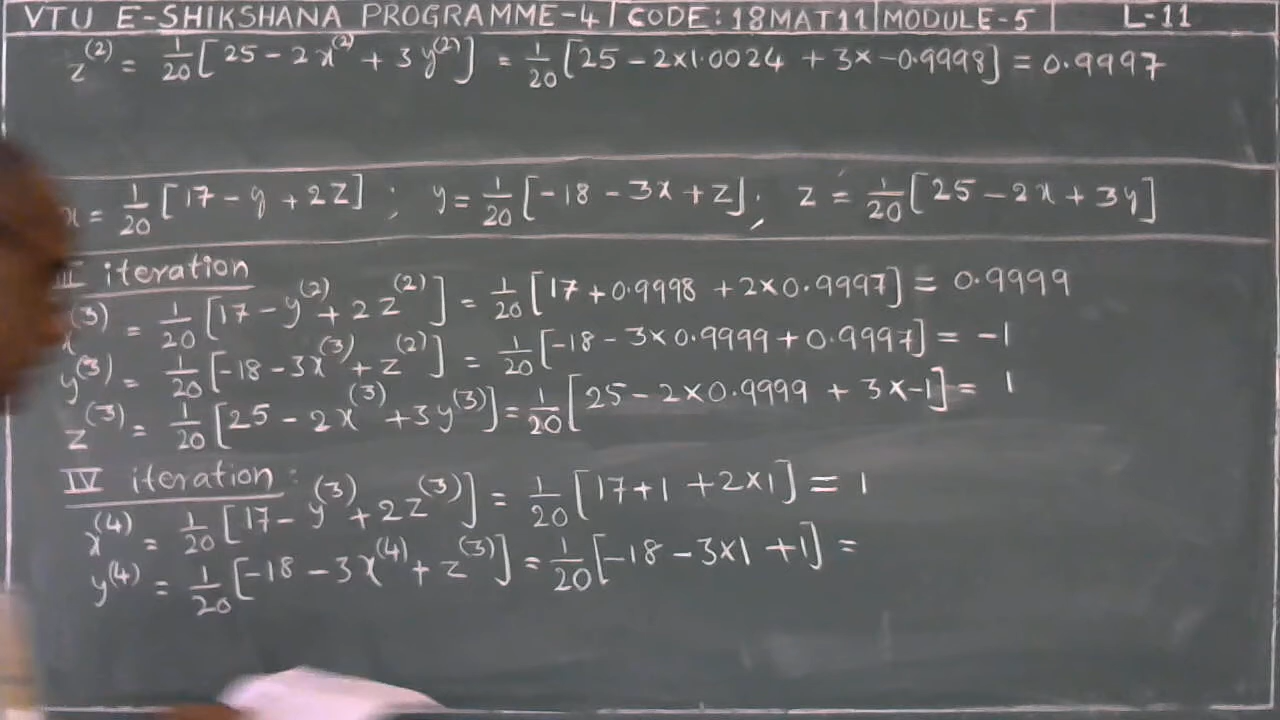 VTU E-SHIKSHANA PROGRAMME-4 | CODE: 18MAT11 | MODULE-5 | L-11
z^(2) = 1/20 [25 - 2x^(2) + 3y^(2)] = 1/20 [25 - 2×1.0024 + 3×-0.9998] = 0.9997
x = 1/20 [17 - y + 2z] ; y = 1/20 [-18 - 3x + z] ; z = 1/20 [25 - 2x + 3y]
iteration
x^(3) = 1/20 [17 - y^(2) + 2z^(2)] = 1/20 [17 + 0.9998 + 2×0.9997] = 0.9999
y^(3) = 1/20 [-18 - 3x^(3) + z^(2)] = 1/20 [-18 - 3×0.9999 + 0.9997] = -1
z^(3) = 1/20 [25 - 2x^(3) + 3y^(3)] = 1/20 [25 - 2×0.9999 + 3×-1] = 1
IV iteration :
x^(4) = 1/20 [17 - y^(3) + 2z^(3)] = 1/20 [17 + 1 + 2×1] = 1
y^(4) = 1/20 [-18 - 3x^(4) + z^(3)] = 1/20 [-18 - 3×1 + 1] =